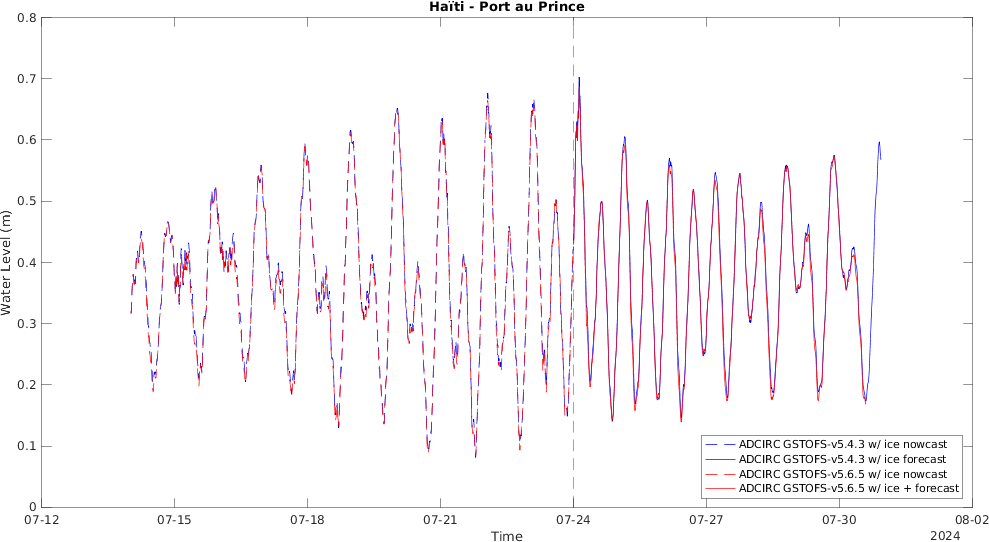 Haïti - Port au Prince
Water Level (m)
0.8
0.7
0.6
0.5
0.4
0.3
0.2
0.1
0
ADCIRC GSTOFS-v5.4.3 w/ ice nowcast
ADCIRC GSTOFS-v5.4.3 w/ ice forecast
ADCIRC GSTOFS-v5.6.5 w/ ice nowcast
ADCIRC GSTOFS-v5.6.5 w/ ice + forecast
07-12 07-15 07-18 07-21 07-24 07-27 07-30 08-02
Time
2024